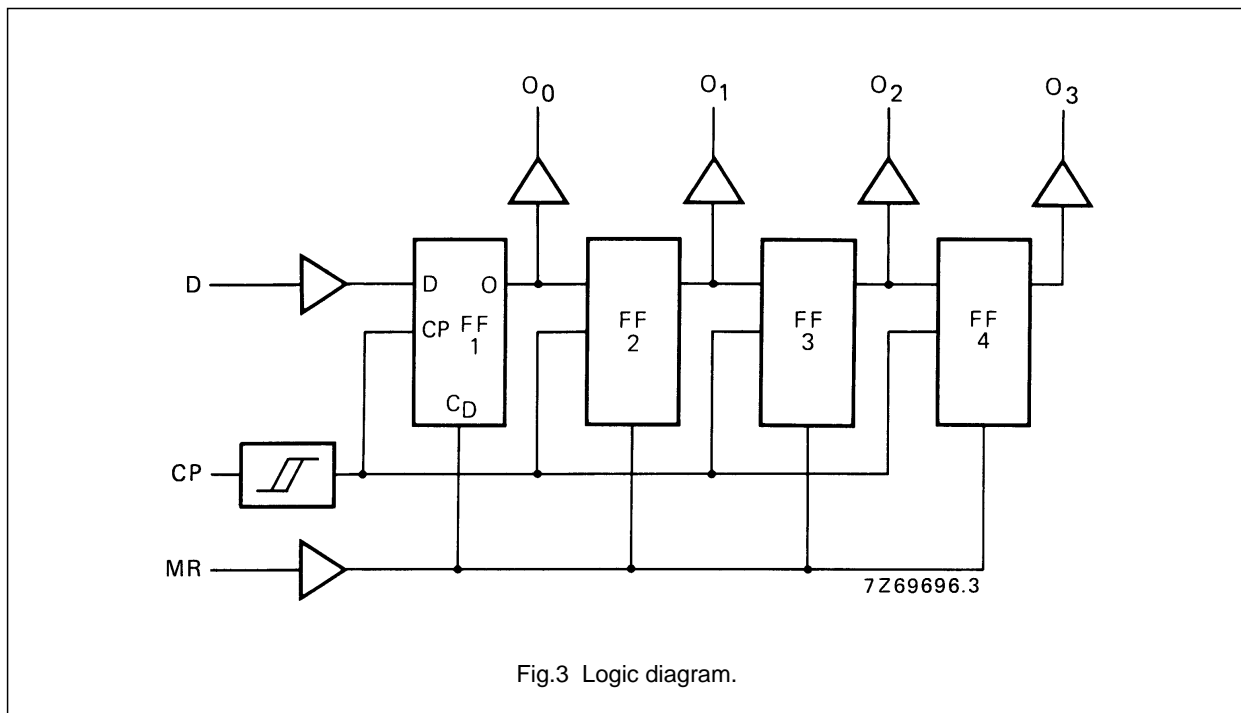 O0 O1 O2 O3
D D O FF 1 CP CD
FF 2
FF 3
FF 4
CP
MR
7Z69696.3
Fig.3 Logic diagram.